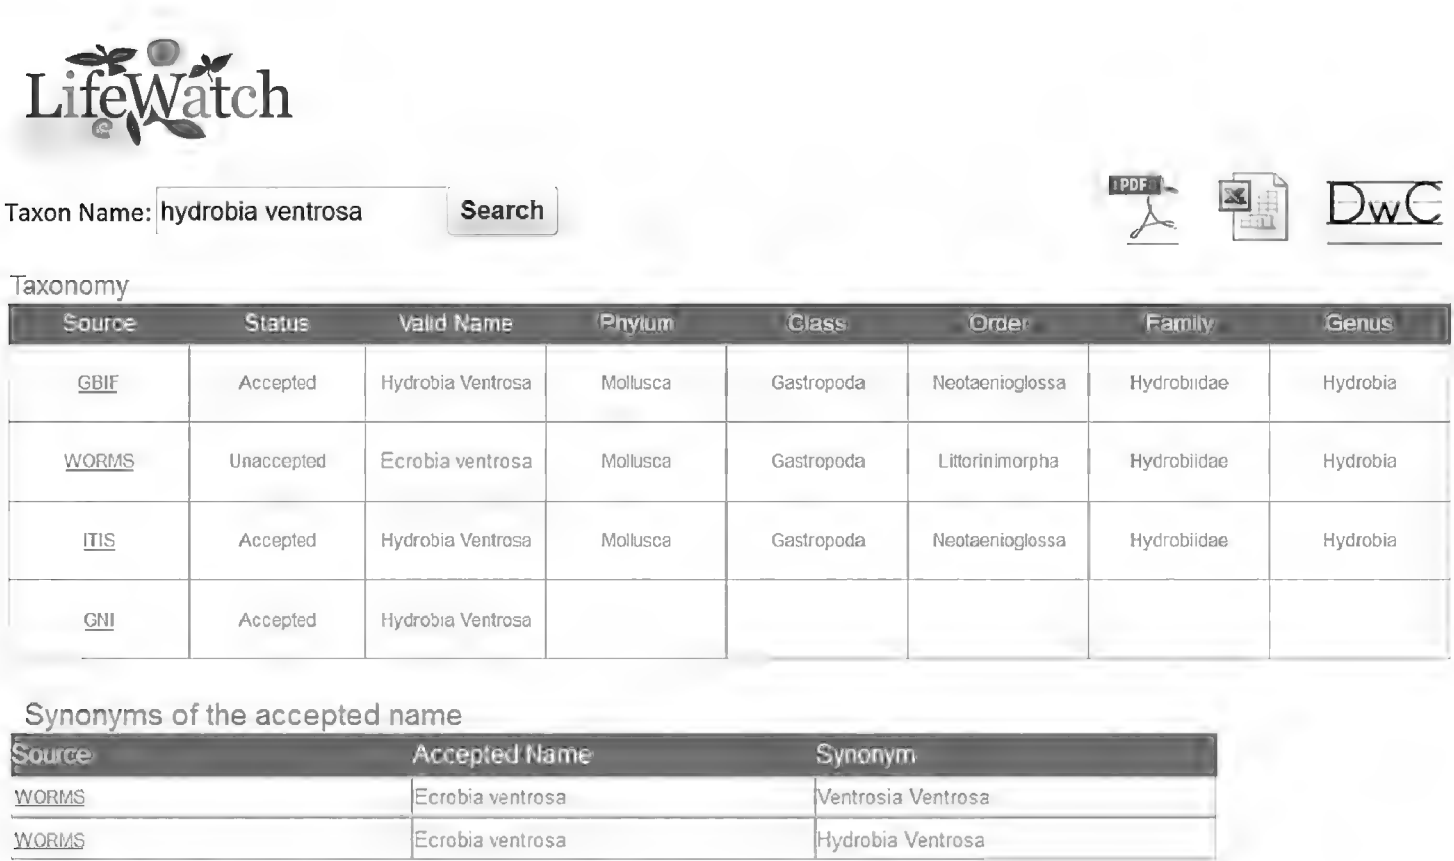 LifeWatch
PDF
Taxon Name: hydrobia ventrosa Search DwC
Taxonomy
Source Status Valid Name Phylum Class Order Family Genus
GBIF Accepted Hydrobia Ventrosa Mollusca Gastropoda Neotaenioglossa Hydrobiidae Hydrobia
WORMS Unaccepted Ecrobia ventrosa Mollusca Gastropoda Littorinimorpha Hydrobiidae Hydrobia
ITIS Accepted Hydrobia Ventrosa Mollusca Gastropoda Neotaenioglossa Hydrobiidae Hydrobia
GNI Accepted Hydrobia Ventrosa
Synonyms of the accepted name
Source Accepted Name Synonym
WORMS Ecrobia ventrosa Ventrosia Ventrosa
WORMS Ecrobia ventrosa Hydrobia Ventrosa